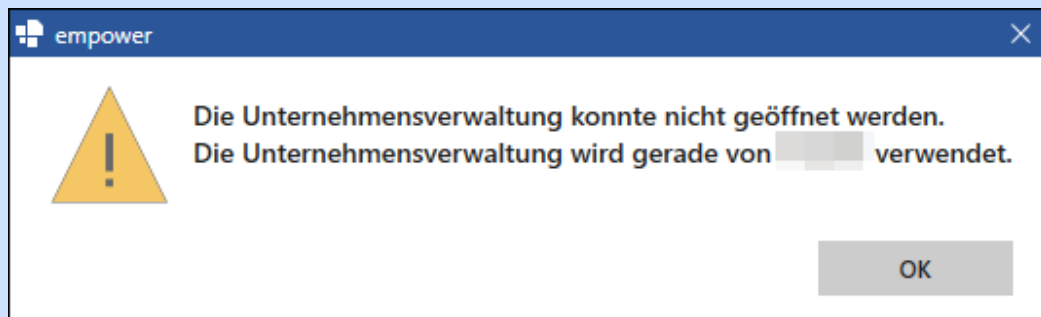 empower
Die Unternehmensverwaltung konnte nicht geöffnet werden.
Die Unternehmensverwaltung wird gerade von verwendet.
OK